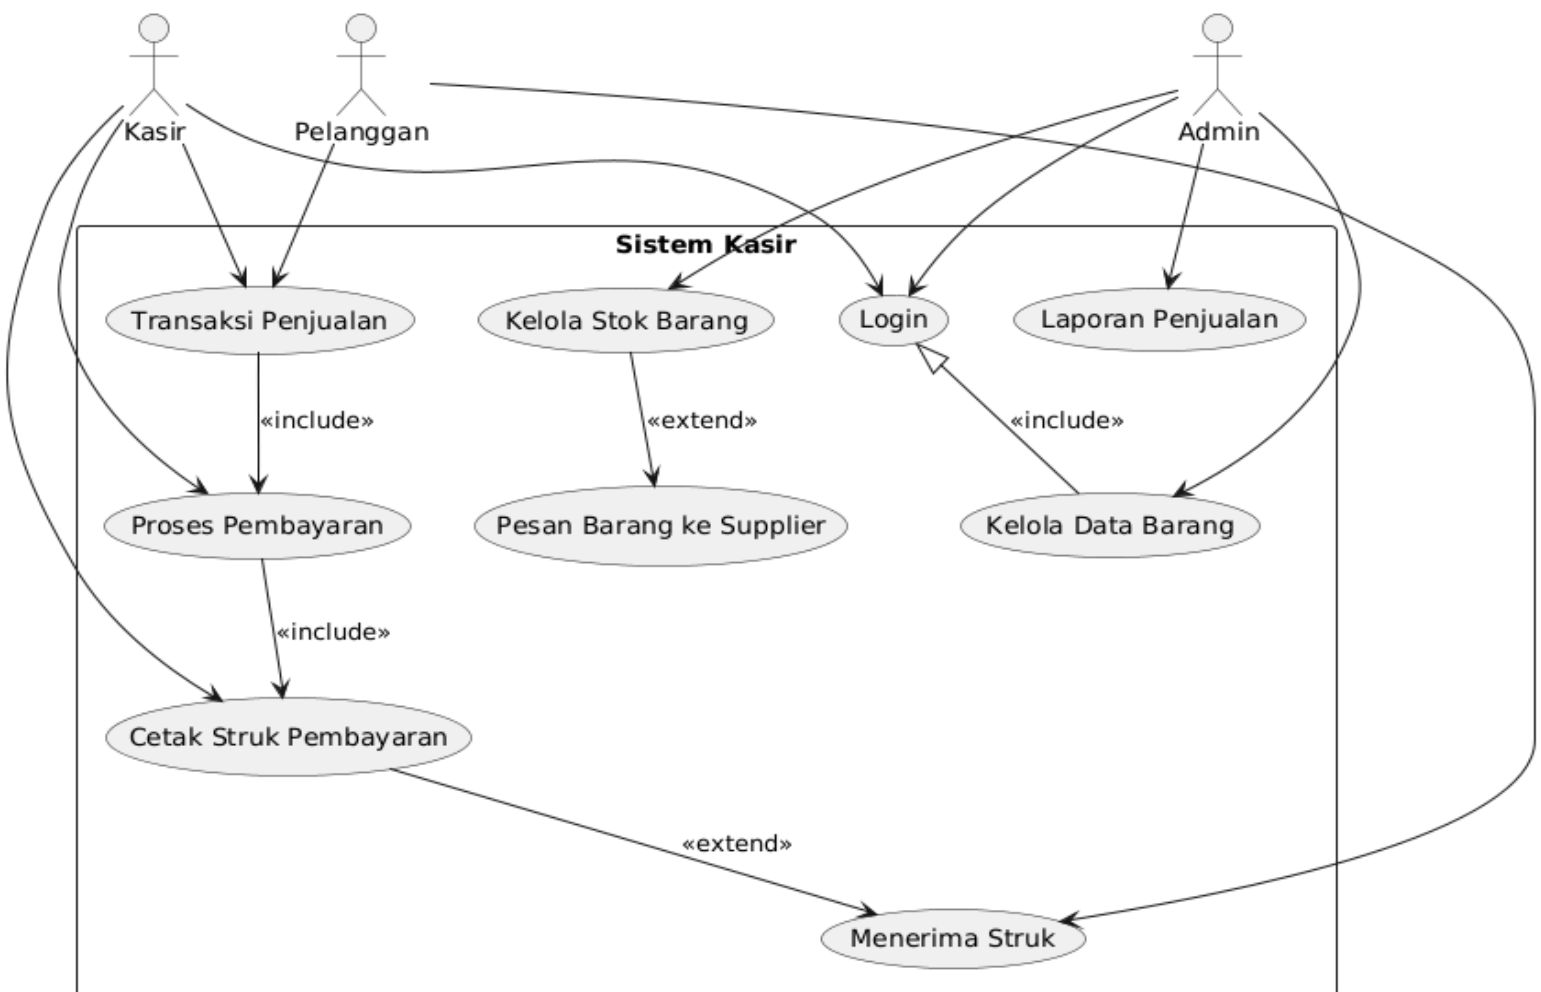 Kasir
Pelanggan
Admin
Sistem Kasir
Transaksi Penjualan
Kelola Stok Barang
Login
Laporan Penjualan
«include»
«extend»
«include»
Proses Pembayaran
Pesan Barang ke Supplier
Kelola Data Barang
«include»
Cetak Struk Pembayaran
«extend»
Menerima Struk